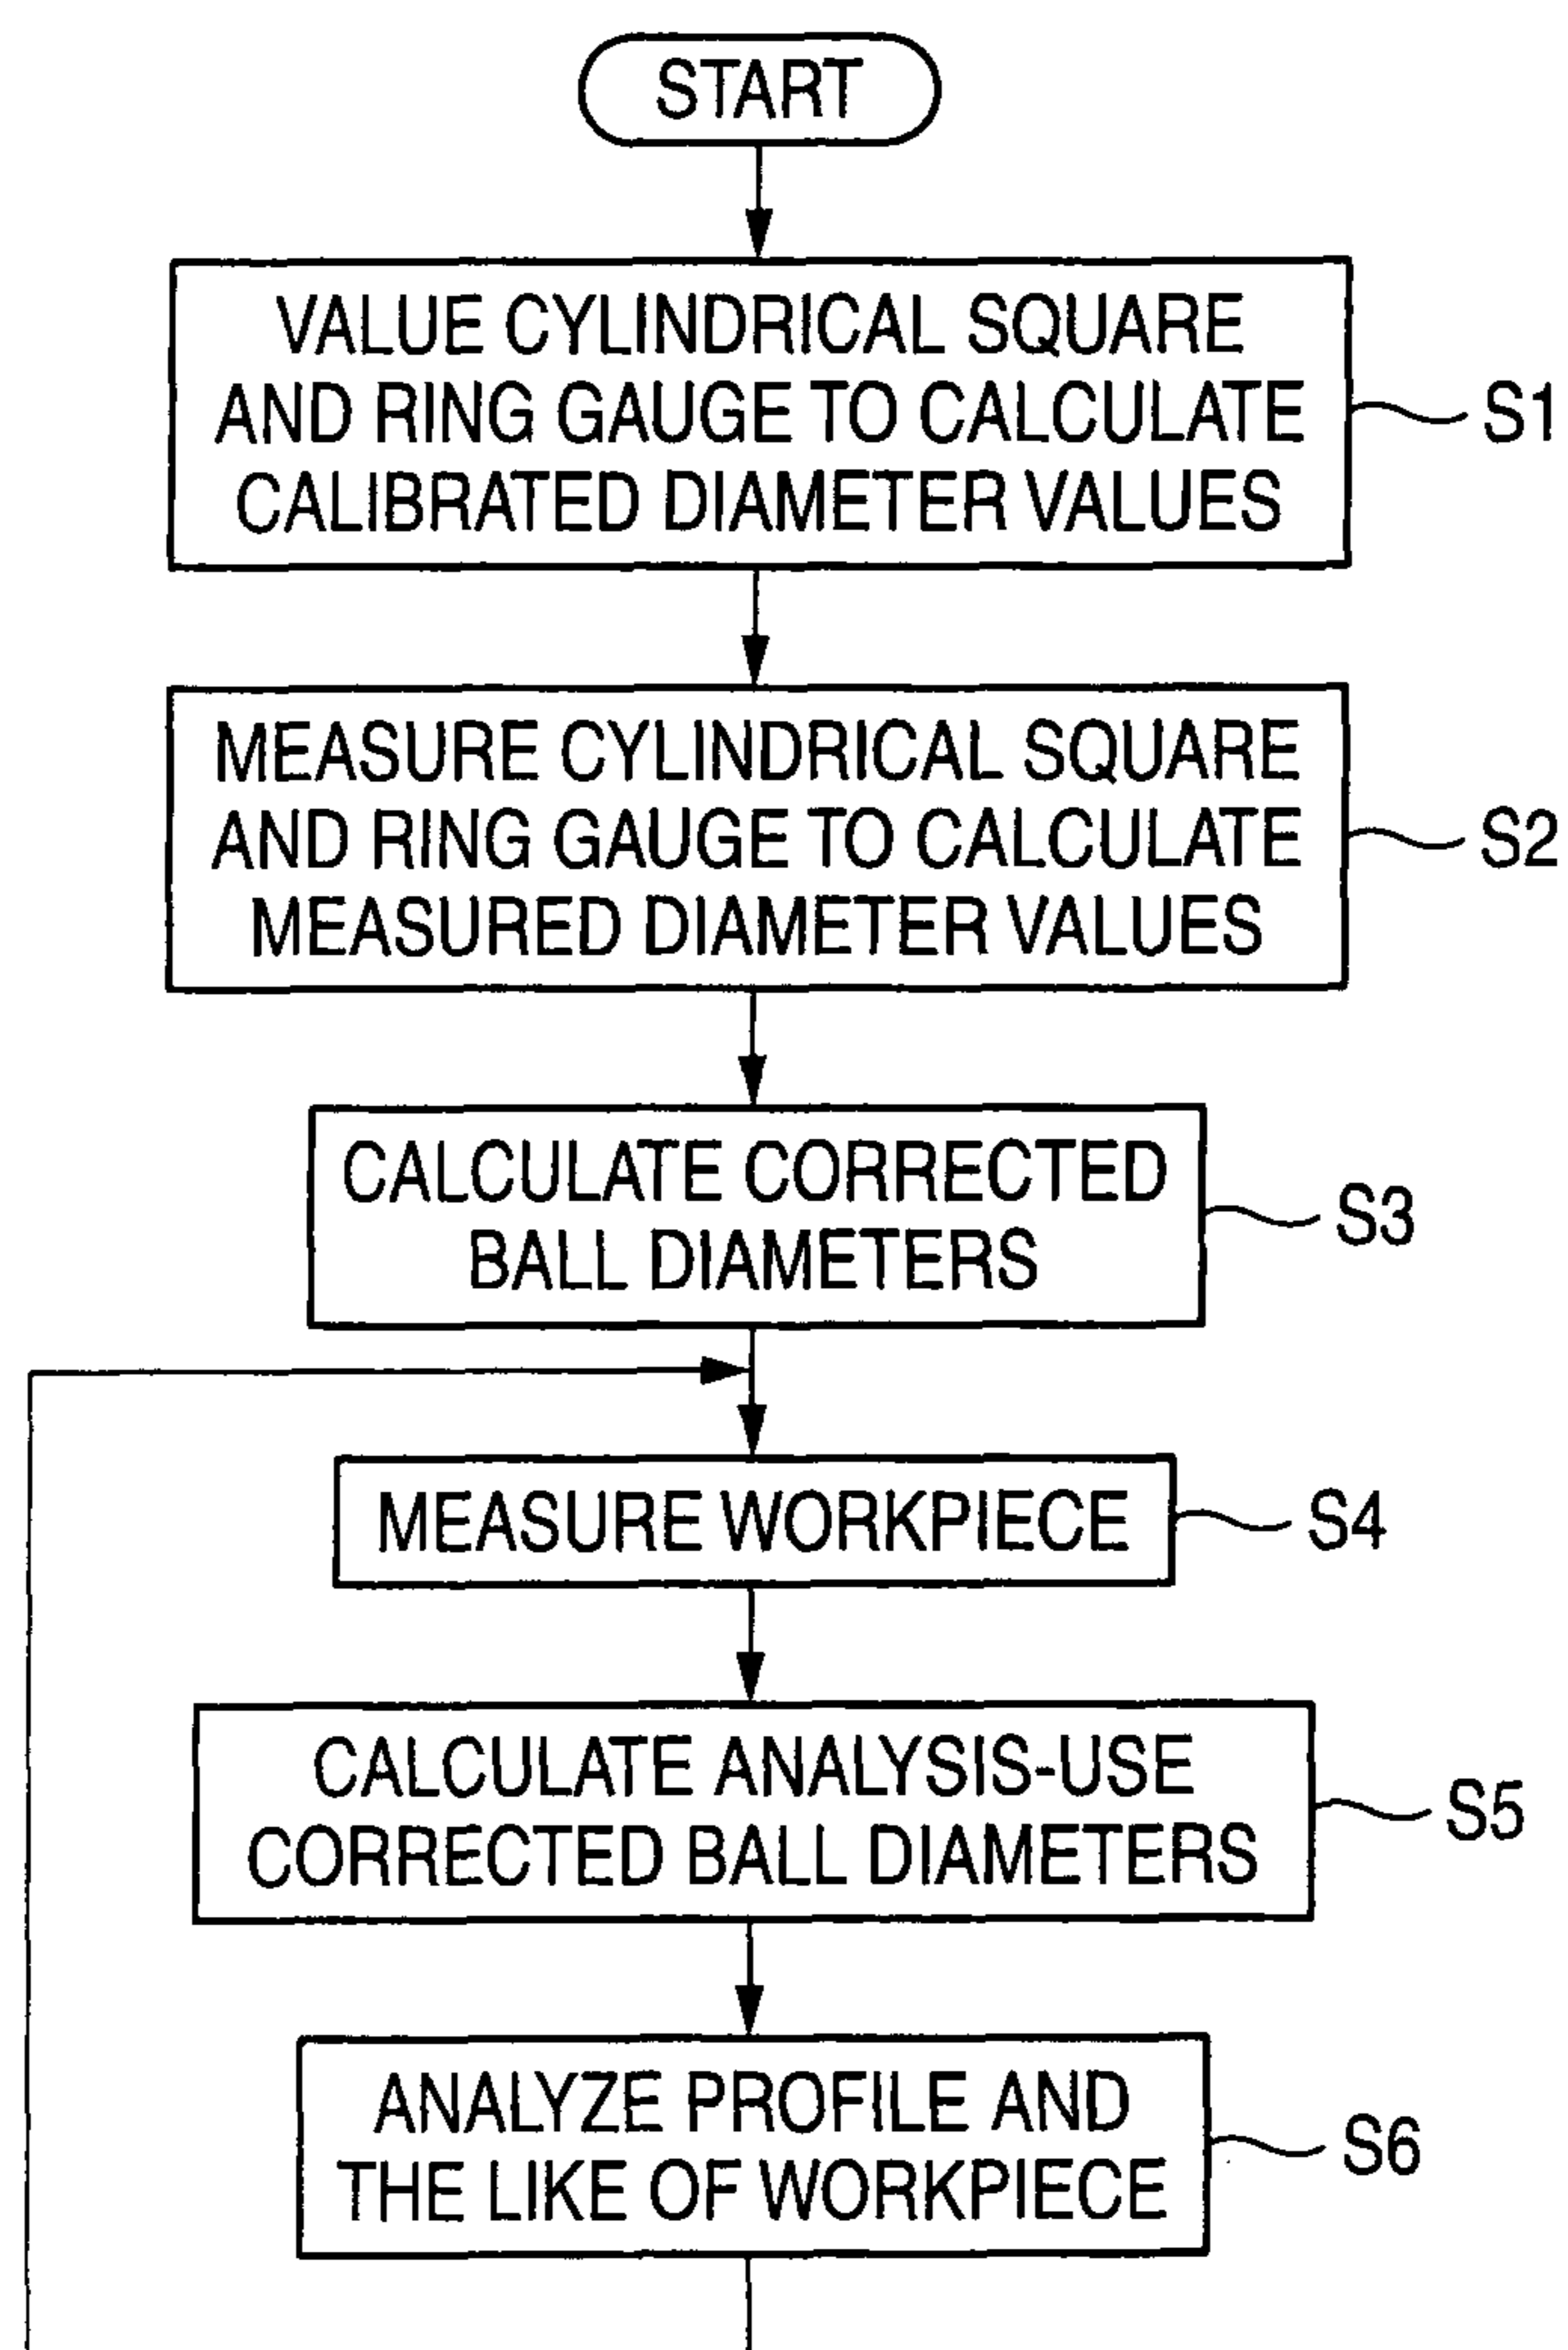 START
VALUE CYLINDRICAL SQUARE
AND RING GAUGE TO CALCULATE
CALIBRATED DIAMETER VALUES
S1
MEASURE CYLINDRICAL SQUARE
AND RING GAUGE TO CALCULATE
MEASURED DIAMETER VALUES
S2
CALCULATE CORRECTED
BALL DIAMETERS
S3
MEASURE WORKPIECE
S4
CALCULATE ANALYSIS-USE
CORRECTED BALL DIAMETERS
S5
ANALYZE PROFILE AND
THE LIKE OF WORKPIECE
S6